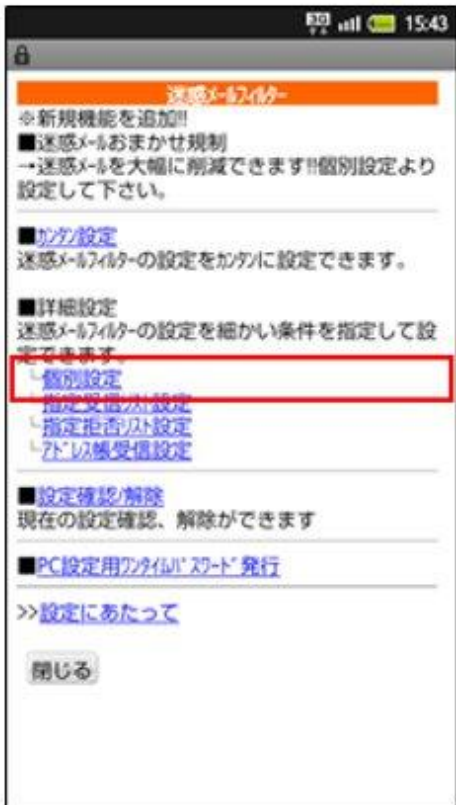 3G 15:43
迷惑ﾒｰﾙﾌｨﾙﾀｰ
※新規機能を追加!!
■迷惑ﾒｰﾙおまかせ規制
→迷惑ﾒｰﾙを大幅に削減できます!!個別設定より
設定して下さい。
■ｶﾝﾀﾝ設定
迷惑ﾒｰﾙﾌｨﾙﾀｰの設定をｶﾝﾀﾝに設定できます。
■詳細設定
迷惑ﾒｰﾙﾌｨﾙﾀｰの設定を細かい条件を指定して設
定できます。
└個別設定
└指定受信ﾘｽﾄ設定
└指定拒否ﾘｽﾄ設定
└ｱﾄﾞﾚｽ帳受信設定
■設定確認/解除
現在の設定確認、解除ができます
■PC設定用ﾜﾝﾀｲﾑﾊﾟｽﾜｰﾄﾞ発行
>>設定にあたって
閉じる